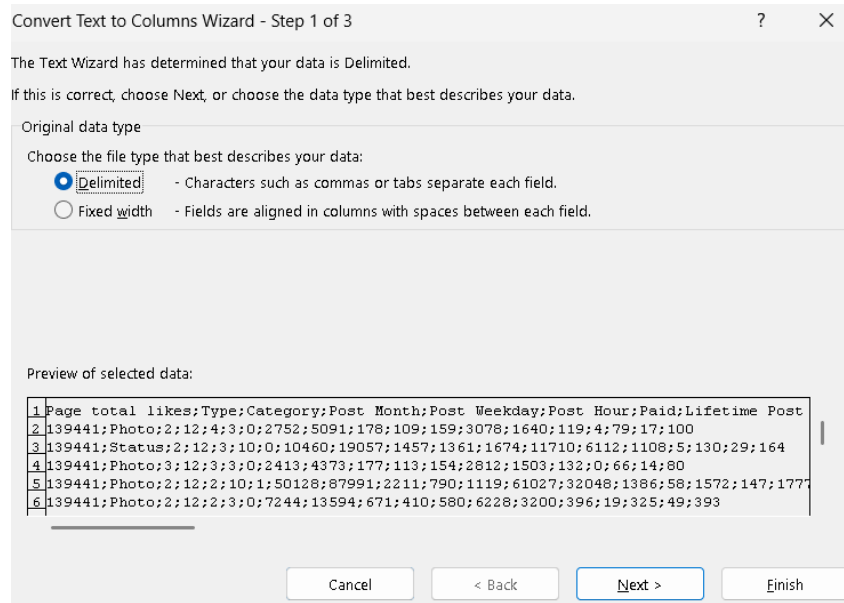 Convert Text to Columns Wizard - Step 1 of 3 ? ×
The Text Wizard has determined that your data is Delimited.
If this is correct, choose Next, or choose the data type that best describes your data.
Original data type
Choose the file type that best describes your data:
Delimited - Characters such as commas or tabs separate each field.
Fixed width - Fields are aligned in columns with spaces between each field.
Preview of selected data:
1 Page total likes;Type;Category;Post Month;Post Weekday;Post Hour;Paid;Lifetime Post
2 139441;Photo;2;12;4;3;0;2752;5091;178;109;159;3078;1640;119;4;79;17;100
3 139441;Status;2;12;3;10;0;10460;19057;1457;1361;1674;11710;6112;1108;5;130;29;164
4 139441;Photo;3;12;3;3;0;2413;4373;177;113;154;2812;1503;132;0;66;14;80
5 139441;Photo;2;12;2;10;1;50128;87991;2211;790;1119;61027;32048;1386;58;1572;147;1777
6 139441;Photo;2;12;2;3;0;7244;13594;671;410;580;6228;3200;396;19;325;49;393
Cancel < Back Next > Finish